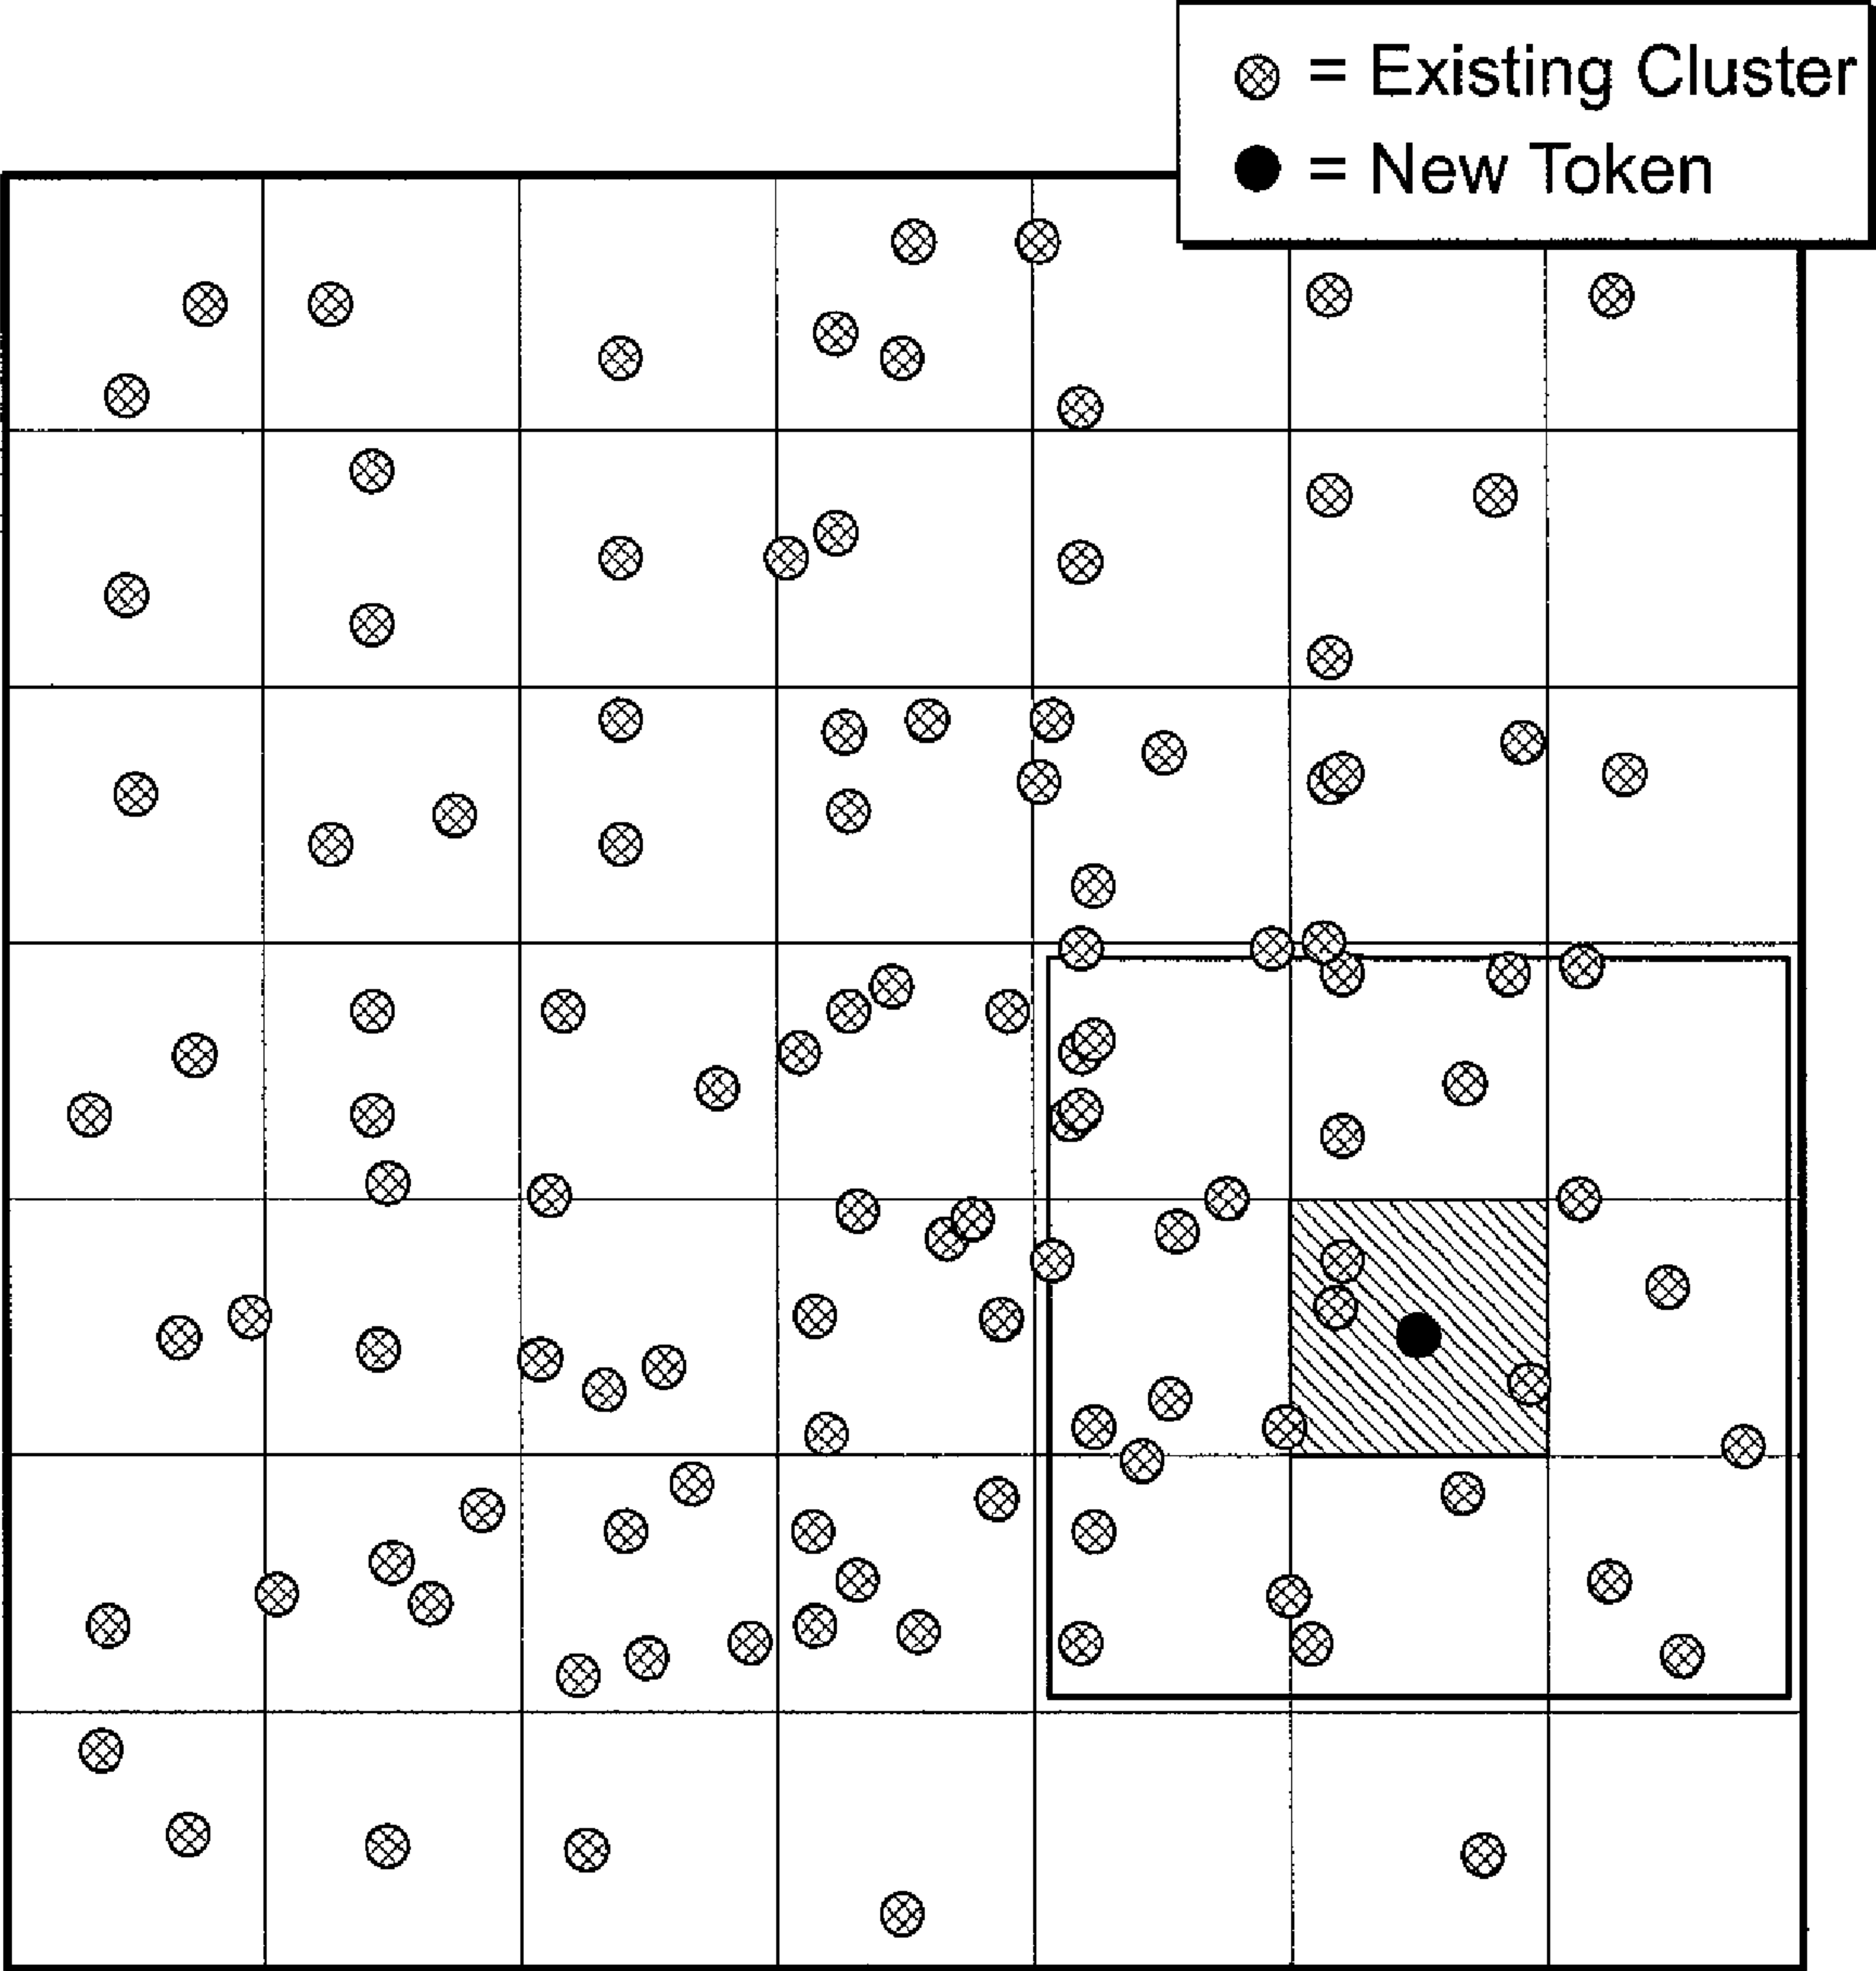 = Existing Cluster
= New Token